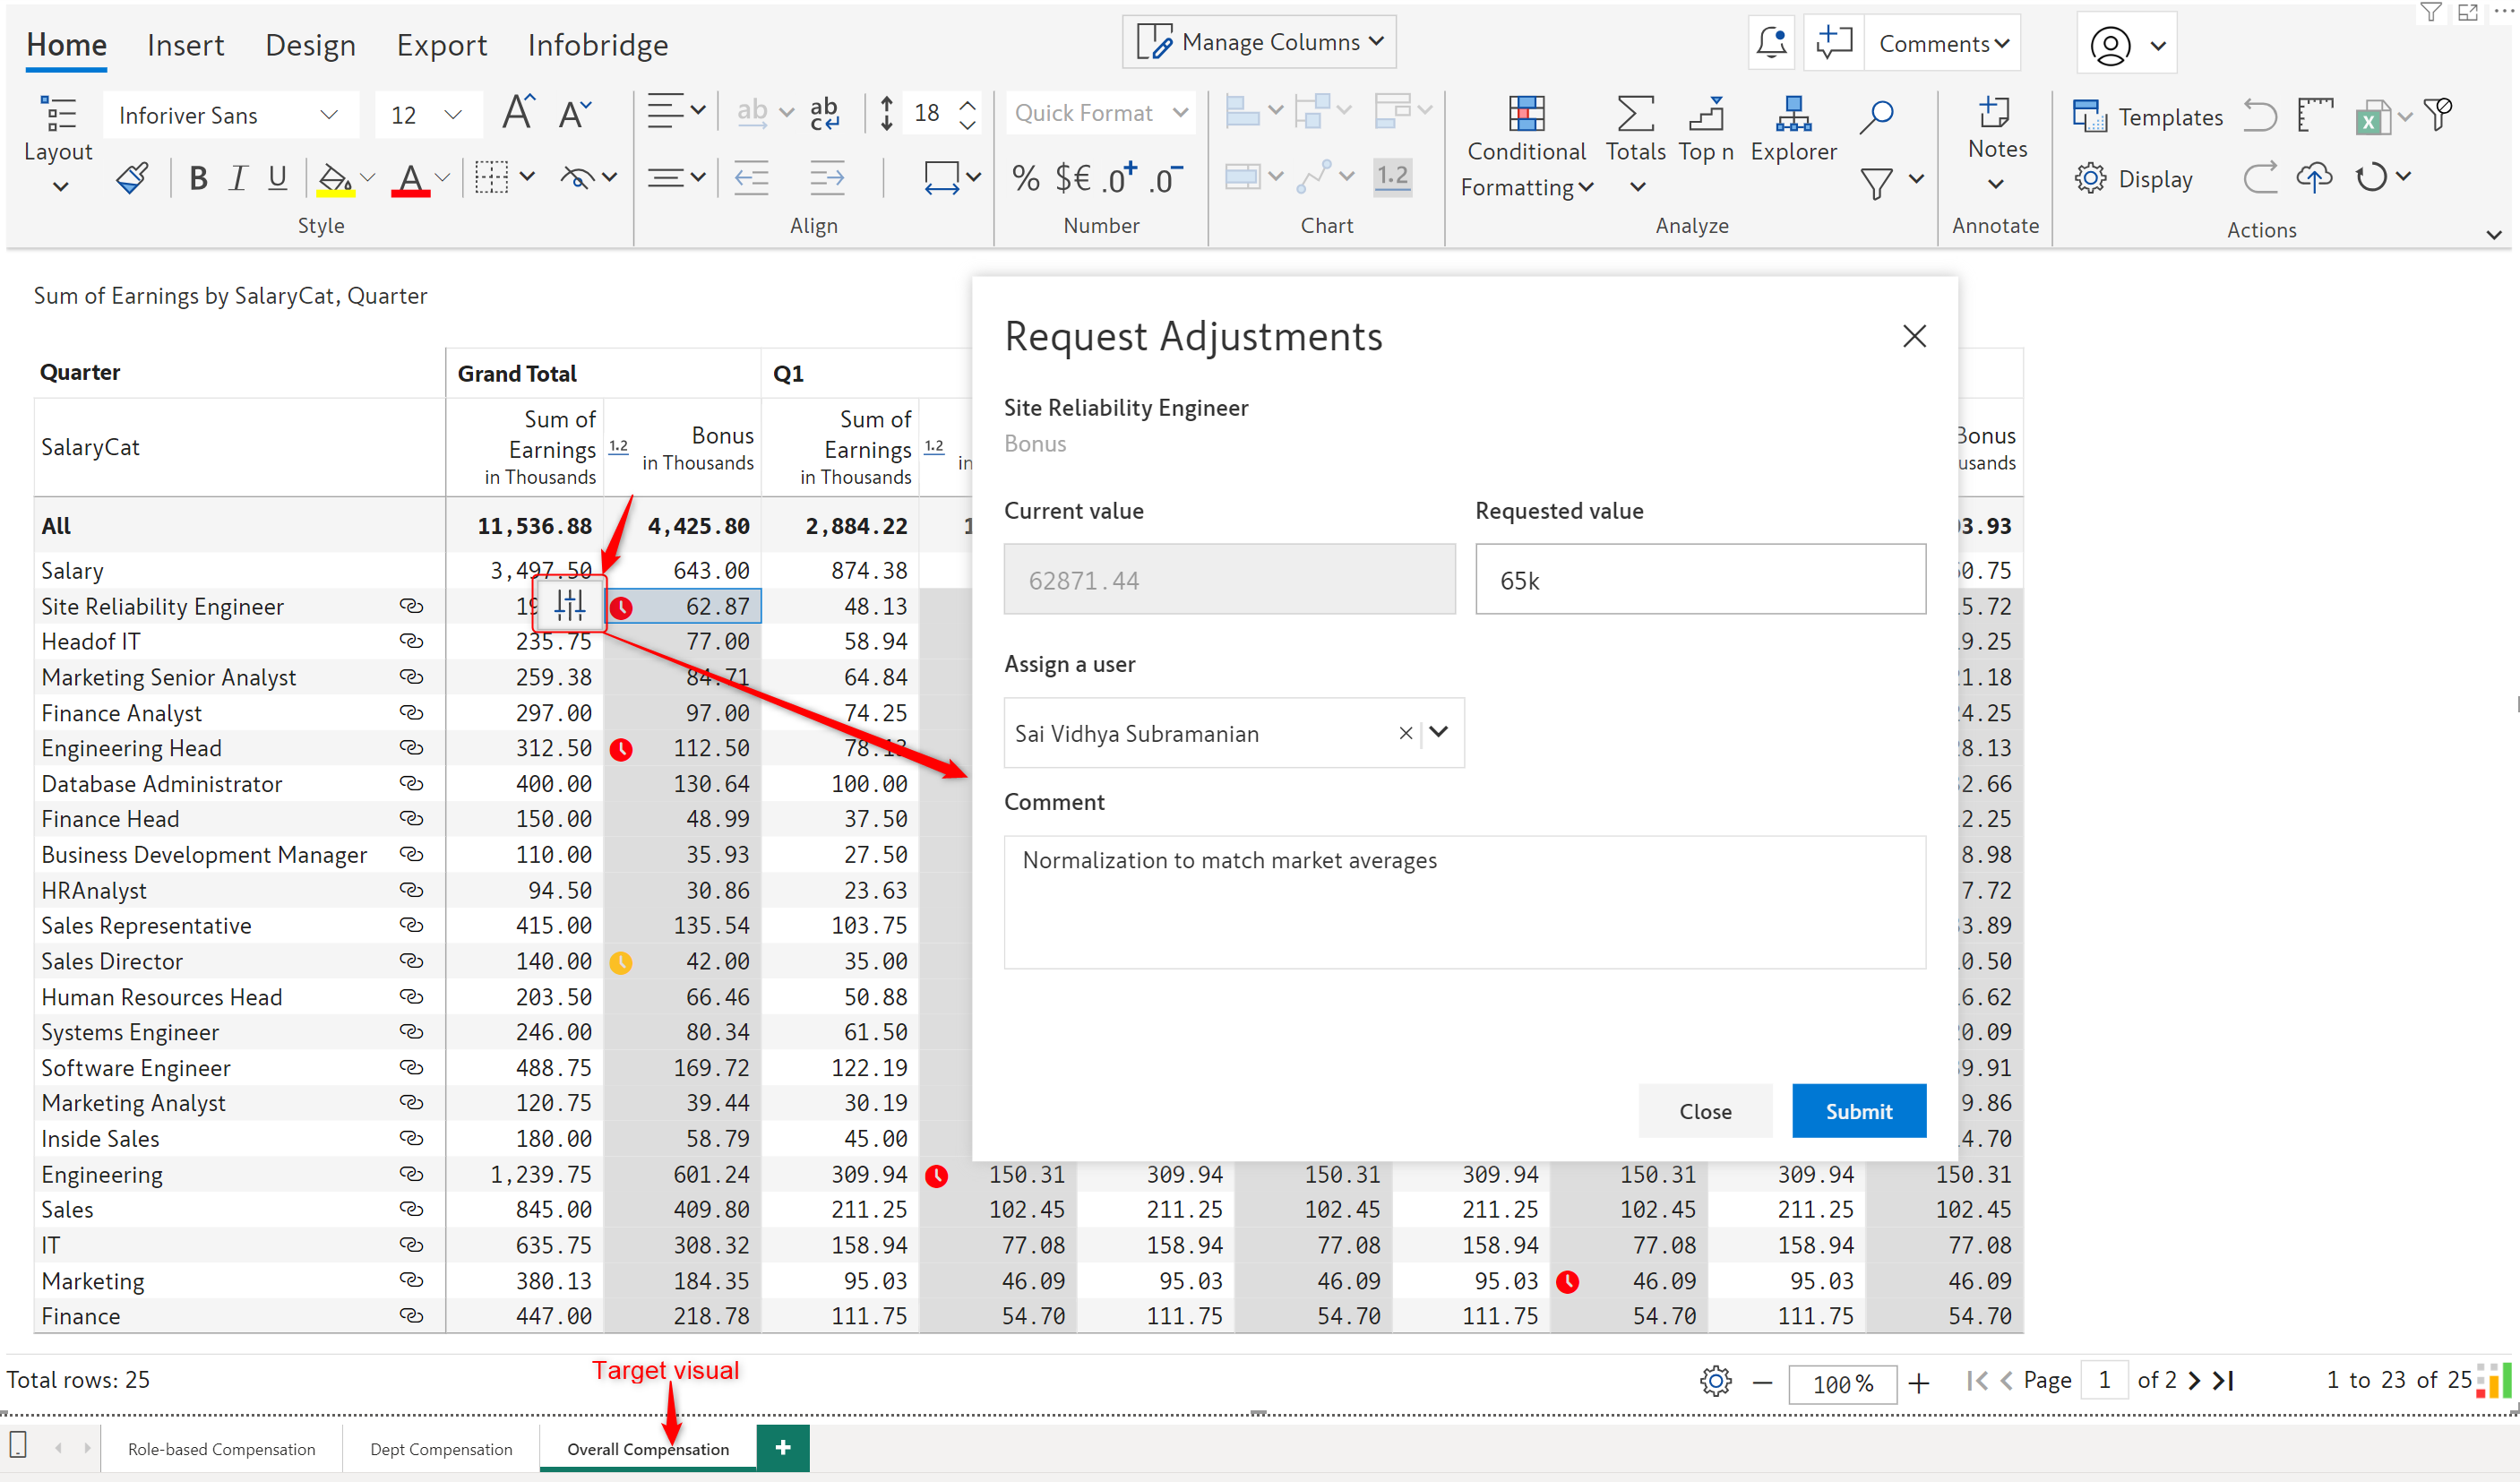 Home Insert Design Export Infobridge Manage Columns Comments
Inforiver Sans 12 18 Quick Format Templates
Layout Conditional Formatting Totals Top n Explorer Notes
B I U A % $€ .0+ .0- 1.2 Display
Style Align Number Chart Analyze Annotate Actions
Sum of Earnings by SalaryCat, Quarter
Quarter Grand Total Q1
SalaryCat Sum of Earnings in Thousands 1.2 Bonus in Thousands Sum of Earnings in Thousands 1.2 in Bonus usands
All 11,536.88 4,425.80 2,884.22 1 3.93
Salary 3,497.50 643.00 874.38 0.75
Site Reliability Engineer 19 62.87 48.13 5.72
Headof IT 235.75 77.00 58.94 9.25
Marketing Senior Analyst 259.38 84.71 64.84 1.18
Finance Analyst 297.00 97.00 74.25 4.25
Engineering Head 312.50 112.50 78.13 8.13
Database Administrator 400.00 130.64 100.00 2.66
Finance Head 150.00 48.99 37.50 2.25
Business Development Manager 110.00 35.93 27.50 8.98
HRAnalyst 94.50 30.86 23.63 7.72
Sales Representative 415.00 135.54 103.75 3.89
Sales Director 140.00 42.00 35.00 0.50
Human Resources Head 203.50 66.46 50.88 6.62
Systems Engineer 246.00 80.34 61.50 0.09
Software Engineer 488.75 169.72 122.19 9.91
Marketing Analyst 120.75 39.44 30.19 9.86
Inside Sales 180.00 58.79 45.00 4.70
Engineering 1,239.75 601.24 309.94 150.31 309.94 150.31 309.94 150.31 309.94 150.31
Sales 845.00 409.80 211.25 102.45 211.25 102.45 211.25 102.45 211.25 102.45
IT 635.75 308.32 158.94 77.08 158.94 77.08 158.94 77.08 158.94 77.08
Marketing 380.13 184.35 95.03 46.09 95.03 46.09 95.03 46.09 95.03 46.09
Finance 447.00 218.78 111.75 54.70 111.75 54.70 111.75 54.70 111.75 54.70
Request Adjustments
Site Reliability Engineer
Bonus
Current value Requested value
62871.44 65k
Assign a user
Sai Vidhya Subramanian
Comment
Normalization to match market averages
Close Submit
Target visual
Total rows: 25 100% Page 1 of 2 1 to 23 of 25
Role-based Compensation Dept Compensation Overall Compensation